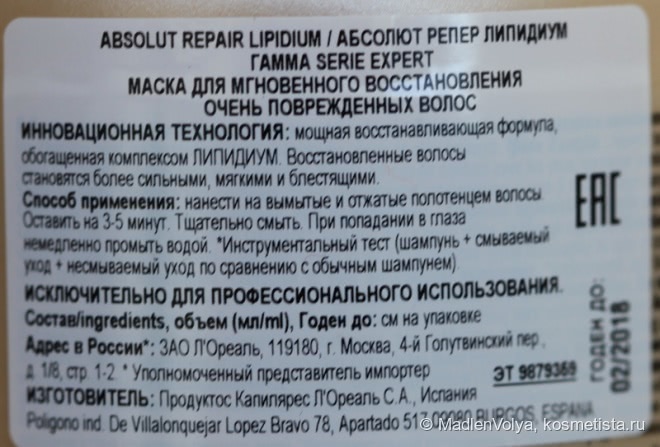 ABSOLUT REPAIR LIPIDIUM / АБСОЛЮТ РЕПЕР ЛИПИДИУМ
ГАММА SERIE EXPERT
МАСКА ДЛЯ МГНОВЕННОГО ВОССТАНОВЛЕНИЯ
ОЧЕНЬ ПОВРЕЖДЕННЫХ ВОЛОС
ИННОВАЦИОННАЯ ТЕХНОЛОГИЯ: мощная восстанавливающая формула,
обогащенная комплексом ЛИПИДИУМ. Восстановленные волосы
становятся более сильными, мягкими и блестящими.
Способ применения: нанести на вымытые и отжатые полотенцем волосы
Оставить на 3-5 минут. Тщательно смыть. При попадании в глаза
немедленно промыть водой. *Инструментальный тест (шампунь + смываемый
уход + несмываемый уход по сравнению с обычным шампунем).
ИСКЛЮЧИТЕЛЬНО ДЛЯ ПРОФЕССИОНАЛЬНОГО ИСПОЛЬЗОВАНИЯ.
Состав/ingredients, объем (мл/ml), Годен до: см на упаковке
Адрес в России*: ЗАО Л'Ореаль, 119180, г. Москва, 4-й Голутвинский пер.,
д. 1/8, стр. 1-2. * Уполномоченный представитель импортер
ЭТ 9879369
ИЗГОТОВИТЕЛЬ: Продуктос Капилярес Л'Ореаль С.А., Испания
Poligono ind. De Villalonquejar Lopez Bravo 78, Apartado 517 09080 BURGOS, ESPANA
EAC
ГОДЕН ДО:
02/2018
© MadlenVolya, kosmetista.ru